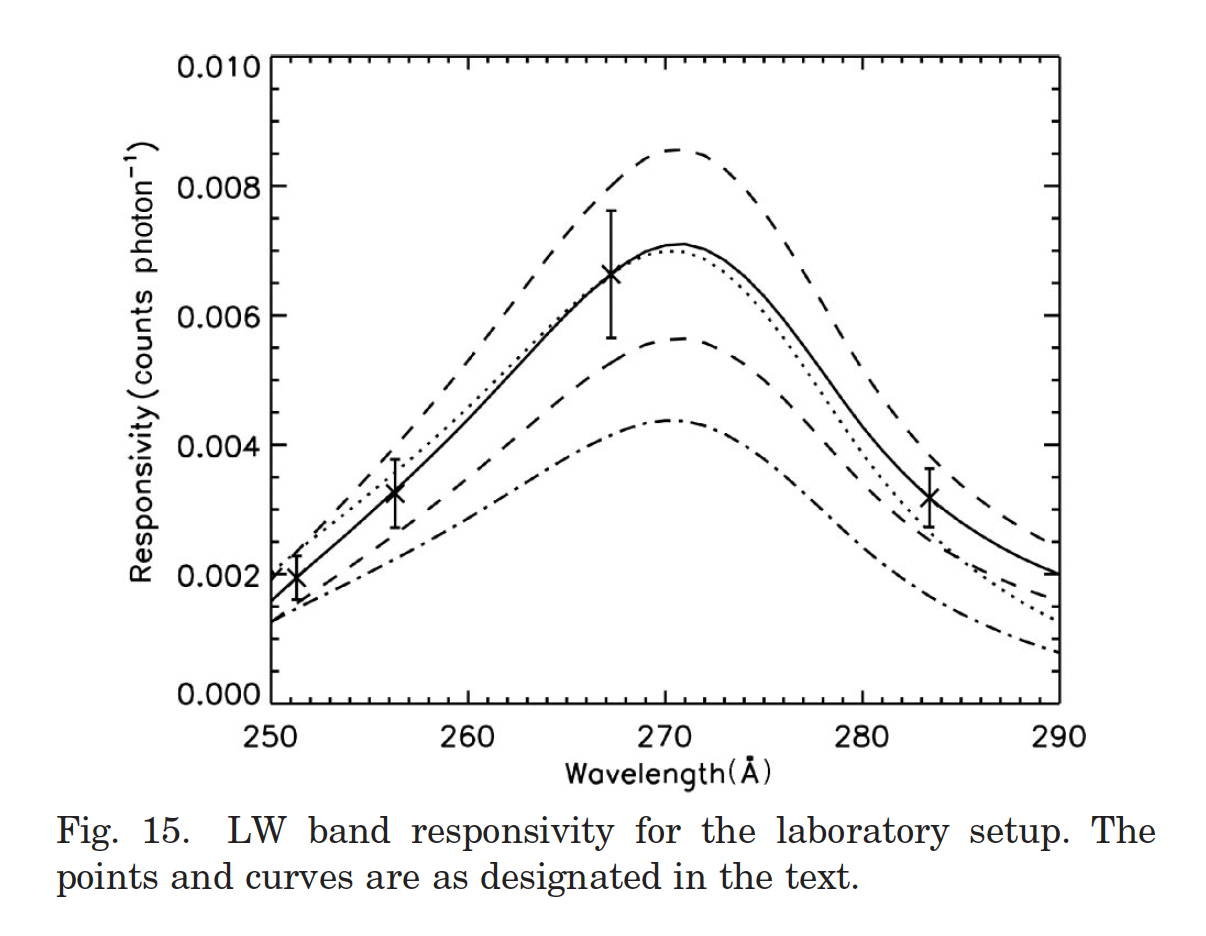 0.010
0.008
0.006
0.004
0.002
0.000
Responsivity(counts photon⁻¹)
250 260 270 280 290
Wavelength(Å)
Fig. 15. LW band responsivity for the laboratory setup. The
points and curves are as designated in the text.